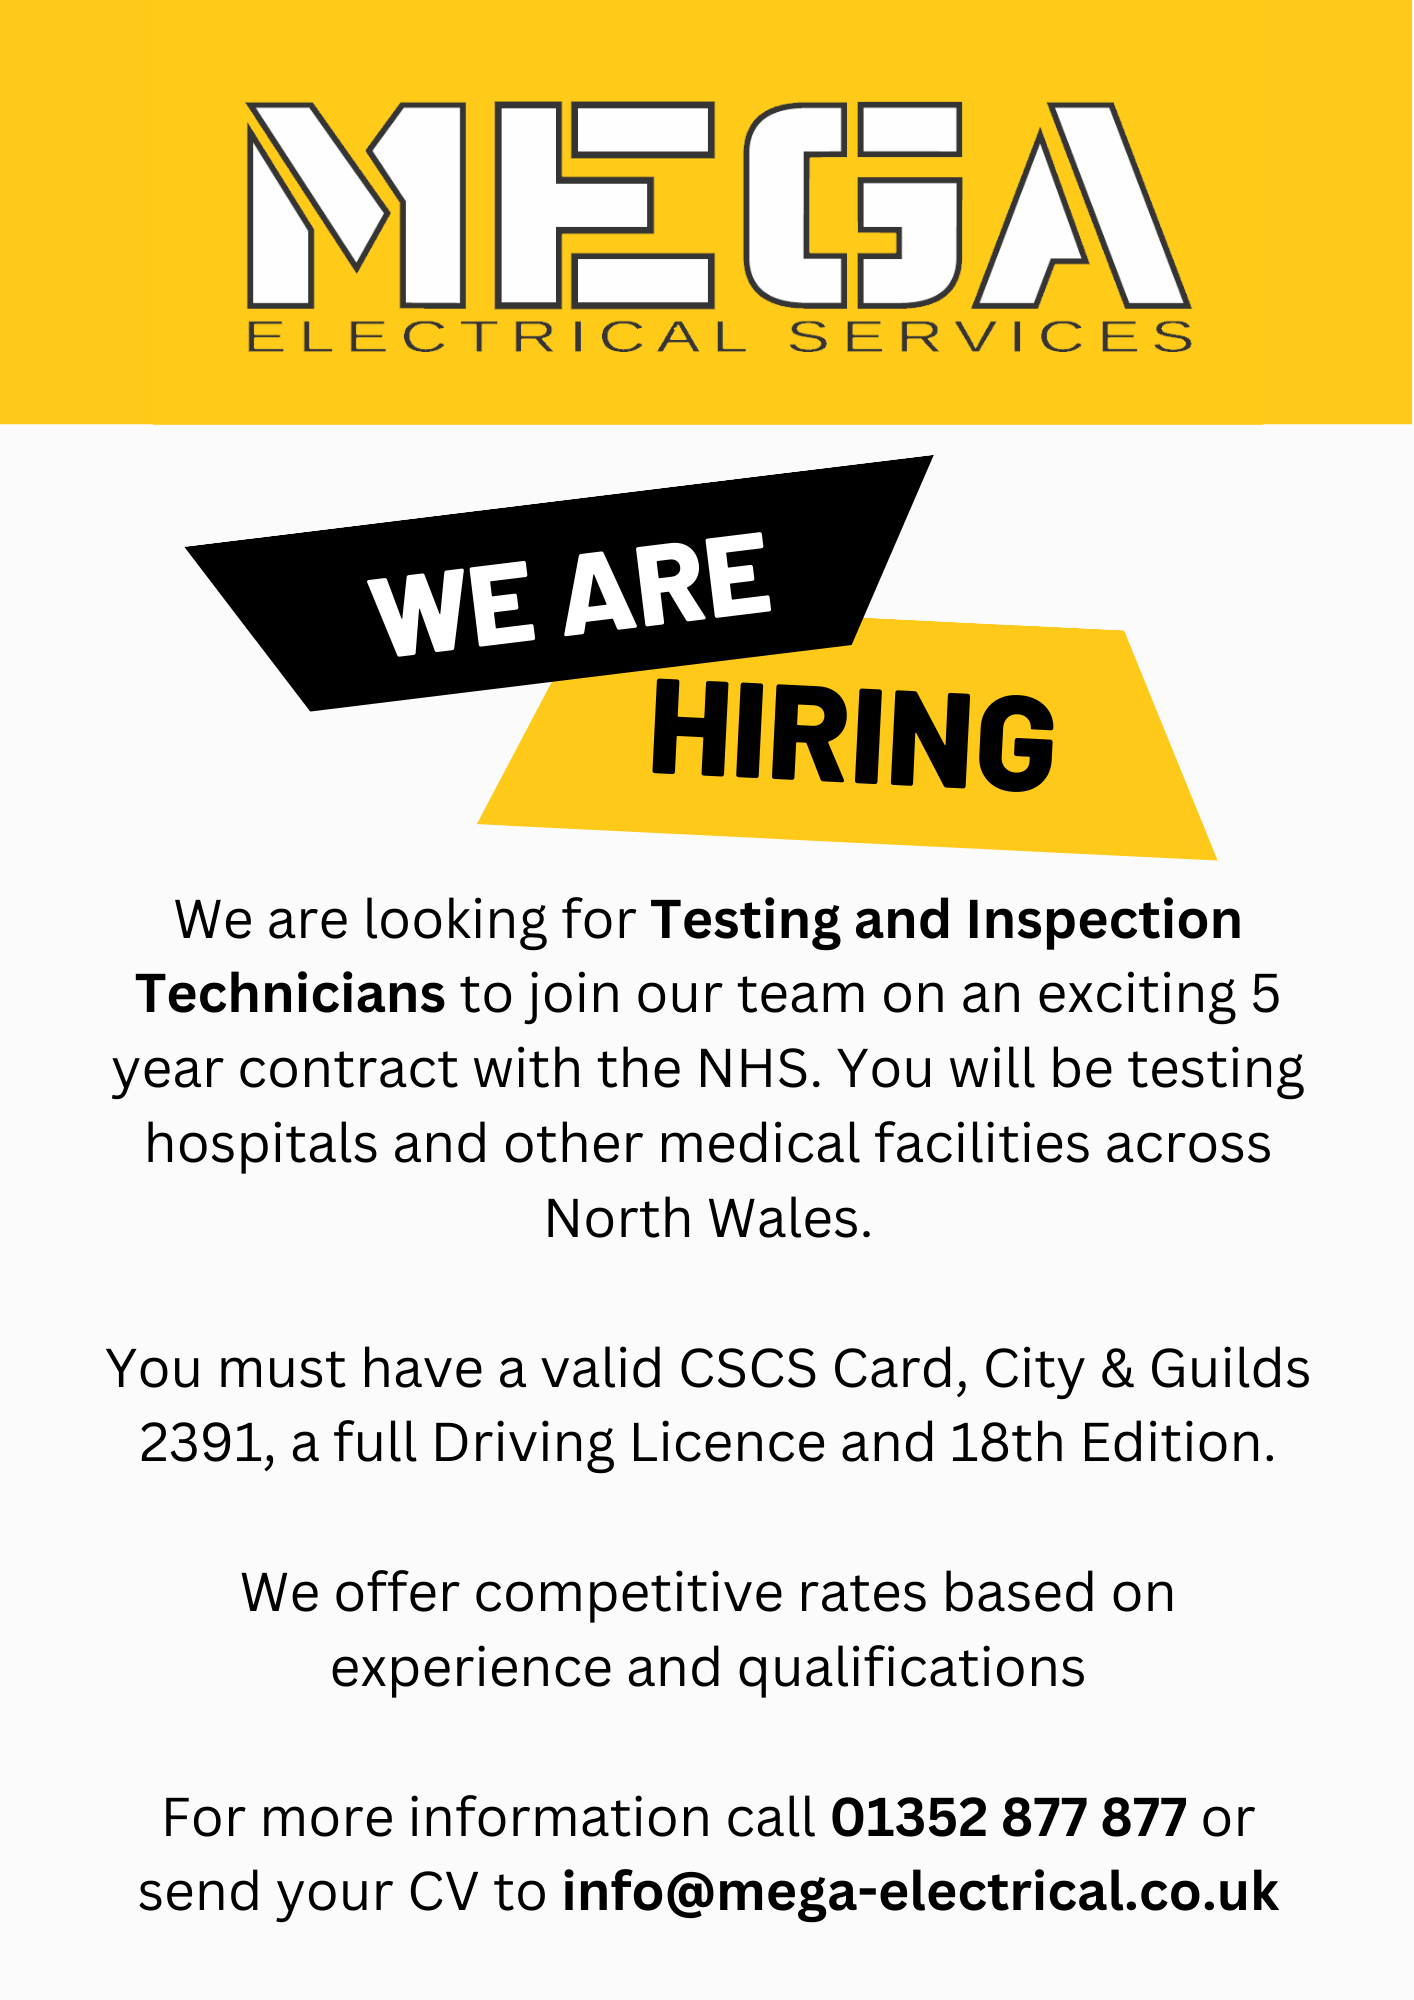 MEGA
ELECTRICAL SERVICES
WE ARE
HIRING
We are looking for Testing and Inspection
Technicians to join our team on an exciting 5
year contract with the NHS. You will be testing
hospitals and other medical facilities across
North Wales.
You must have a valid CSCS Card, City & Guilds
2391, a full Driving Licence and 18th Edition.
We offer competitive rates based on
experience and qualifications
For more information call 01352 877 877 or
send your CV to info@mega-electrical.co.uk